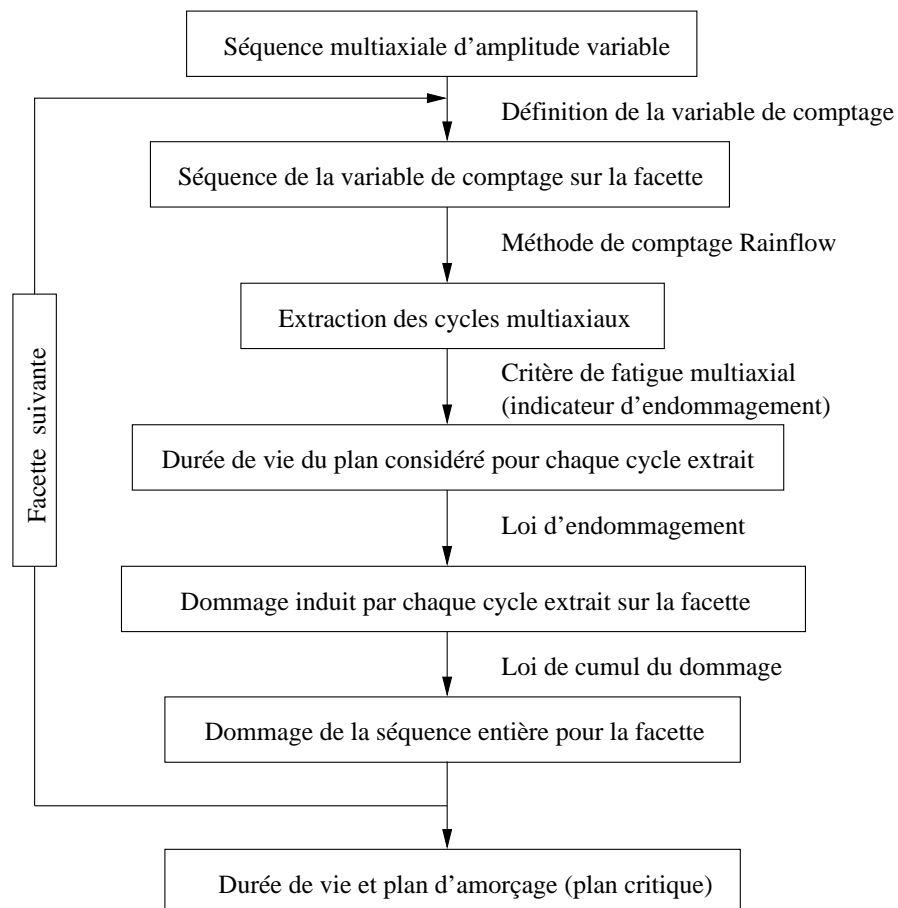 Séquence multiaxiale d'amplitude variable
Définition de la variable de comptage
Séquence de la variable de comptage sur la facette
Méthode de comptage Rainflow
Extraction des cycles multiaxiaux
Critère de fatigue multiaxial
(indicateur d'endommagement)
Durée de vie du plan considéré pour chaque cycle extrait
Loi d'endommagement
Dommage induit par chaque cycle extrait sur la facette
Loi de cumul du dommage
Dommage de la séquence entière pour la facette
Durée de vie et plan d'amorçage (plan critique)
Facette suivante